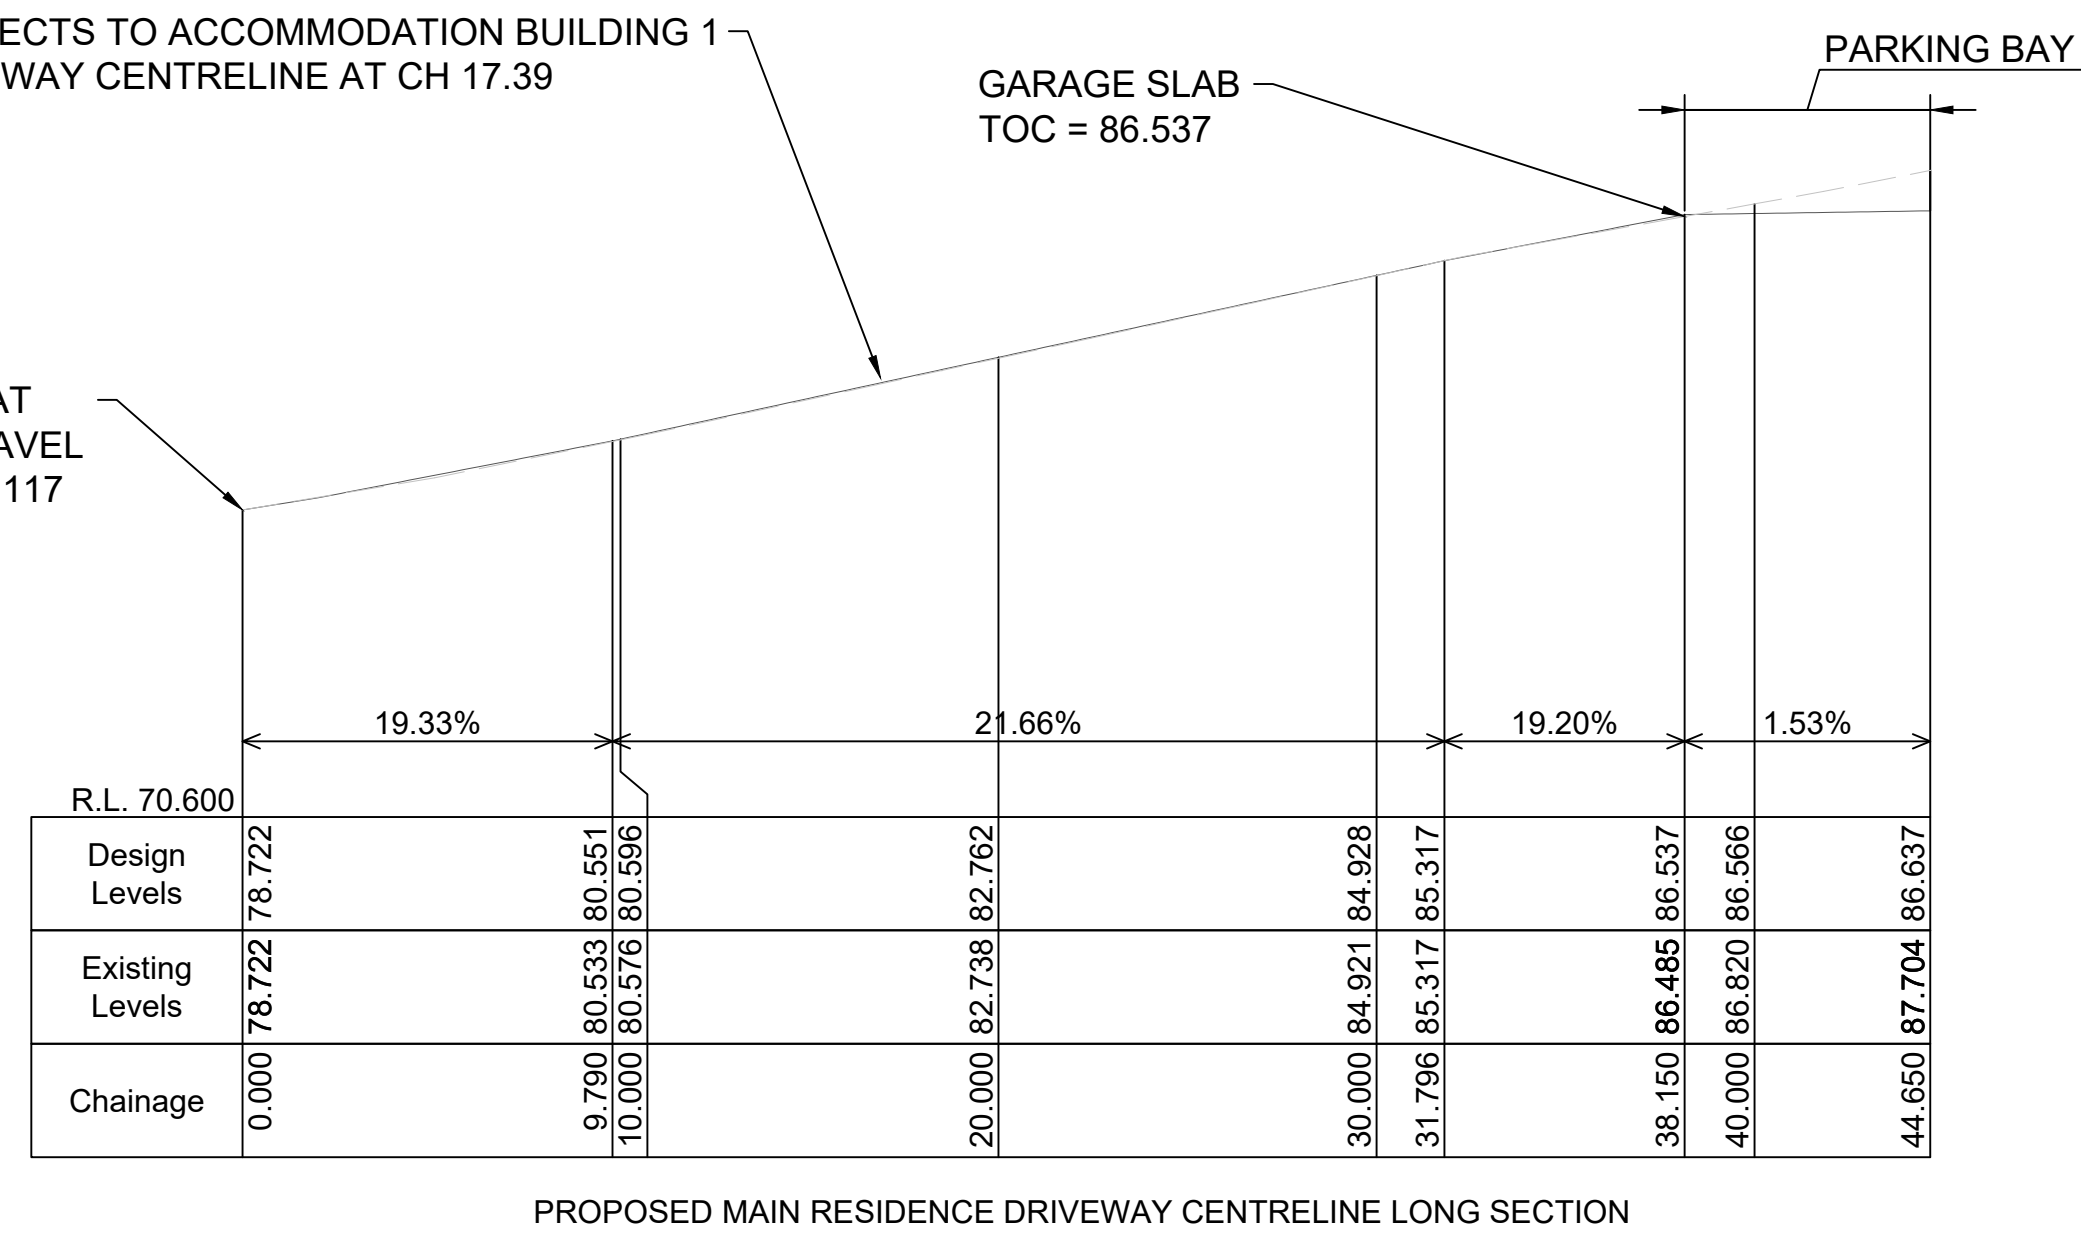 ECTS TO ACCOMMODATION BUILDING 1
WAY CENTRELINE AT CH 17.39
GARAGE SLAB
TOC = 86.537
PARKING BAY
AT
AVEL
117
19.33%
21.66%
19.20%
1.53%
R.L. 70.600
Design
Levels
78.722
80.551
80.596
82.762
84.928
85.317
86.537
86.566
86.637
Existing
Levels
78.722
80.533
80.576
82.738
84.921
85.317
86.485
86.820
87.704
Chainage
0.000
9.790
10.000
20.000
30.000
31.796
38.150
40.000
44.650
PROPOSED MAIN RESIDENCE DRIVEWAY CENTRELINE LONG SECTION